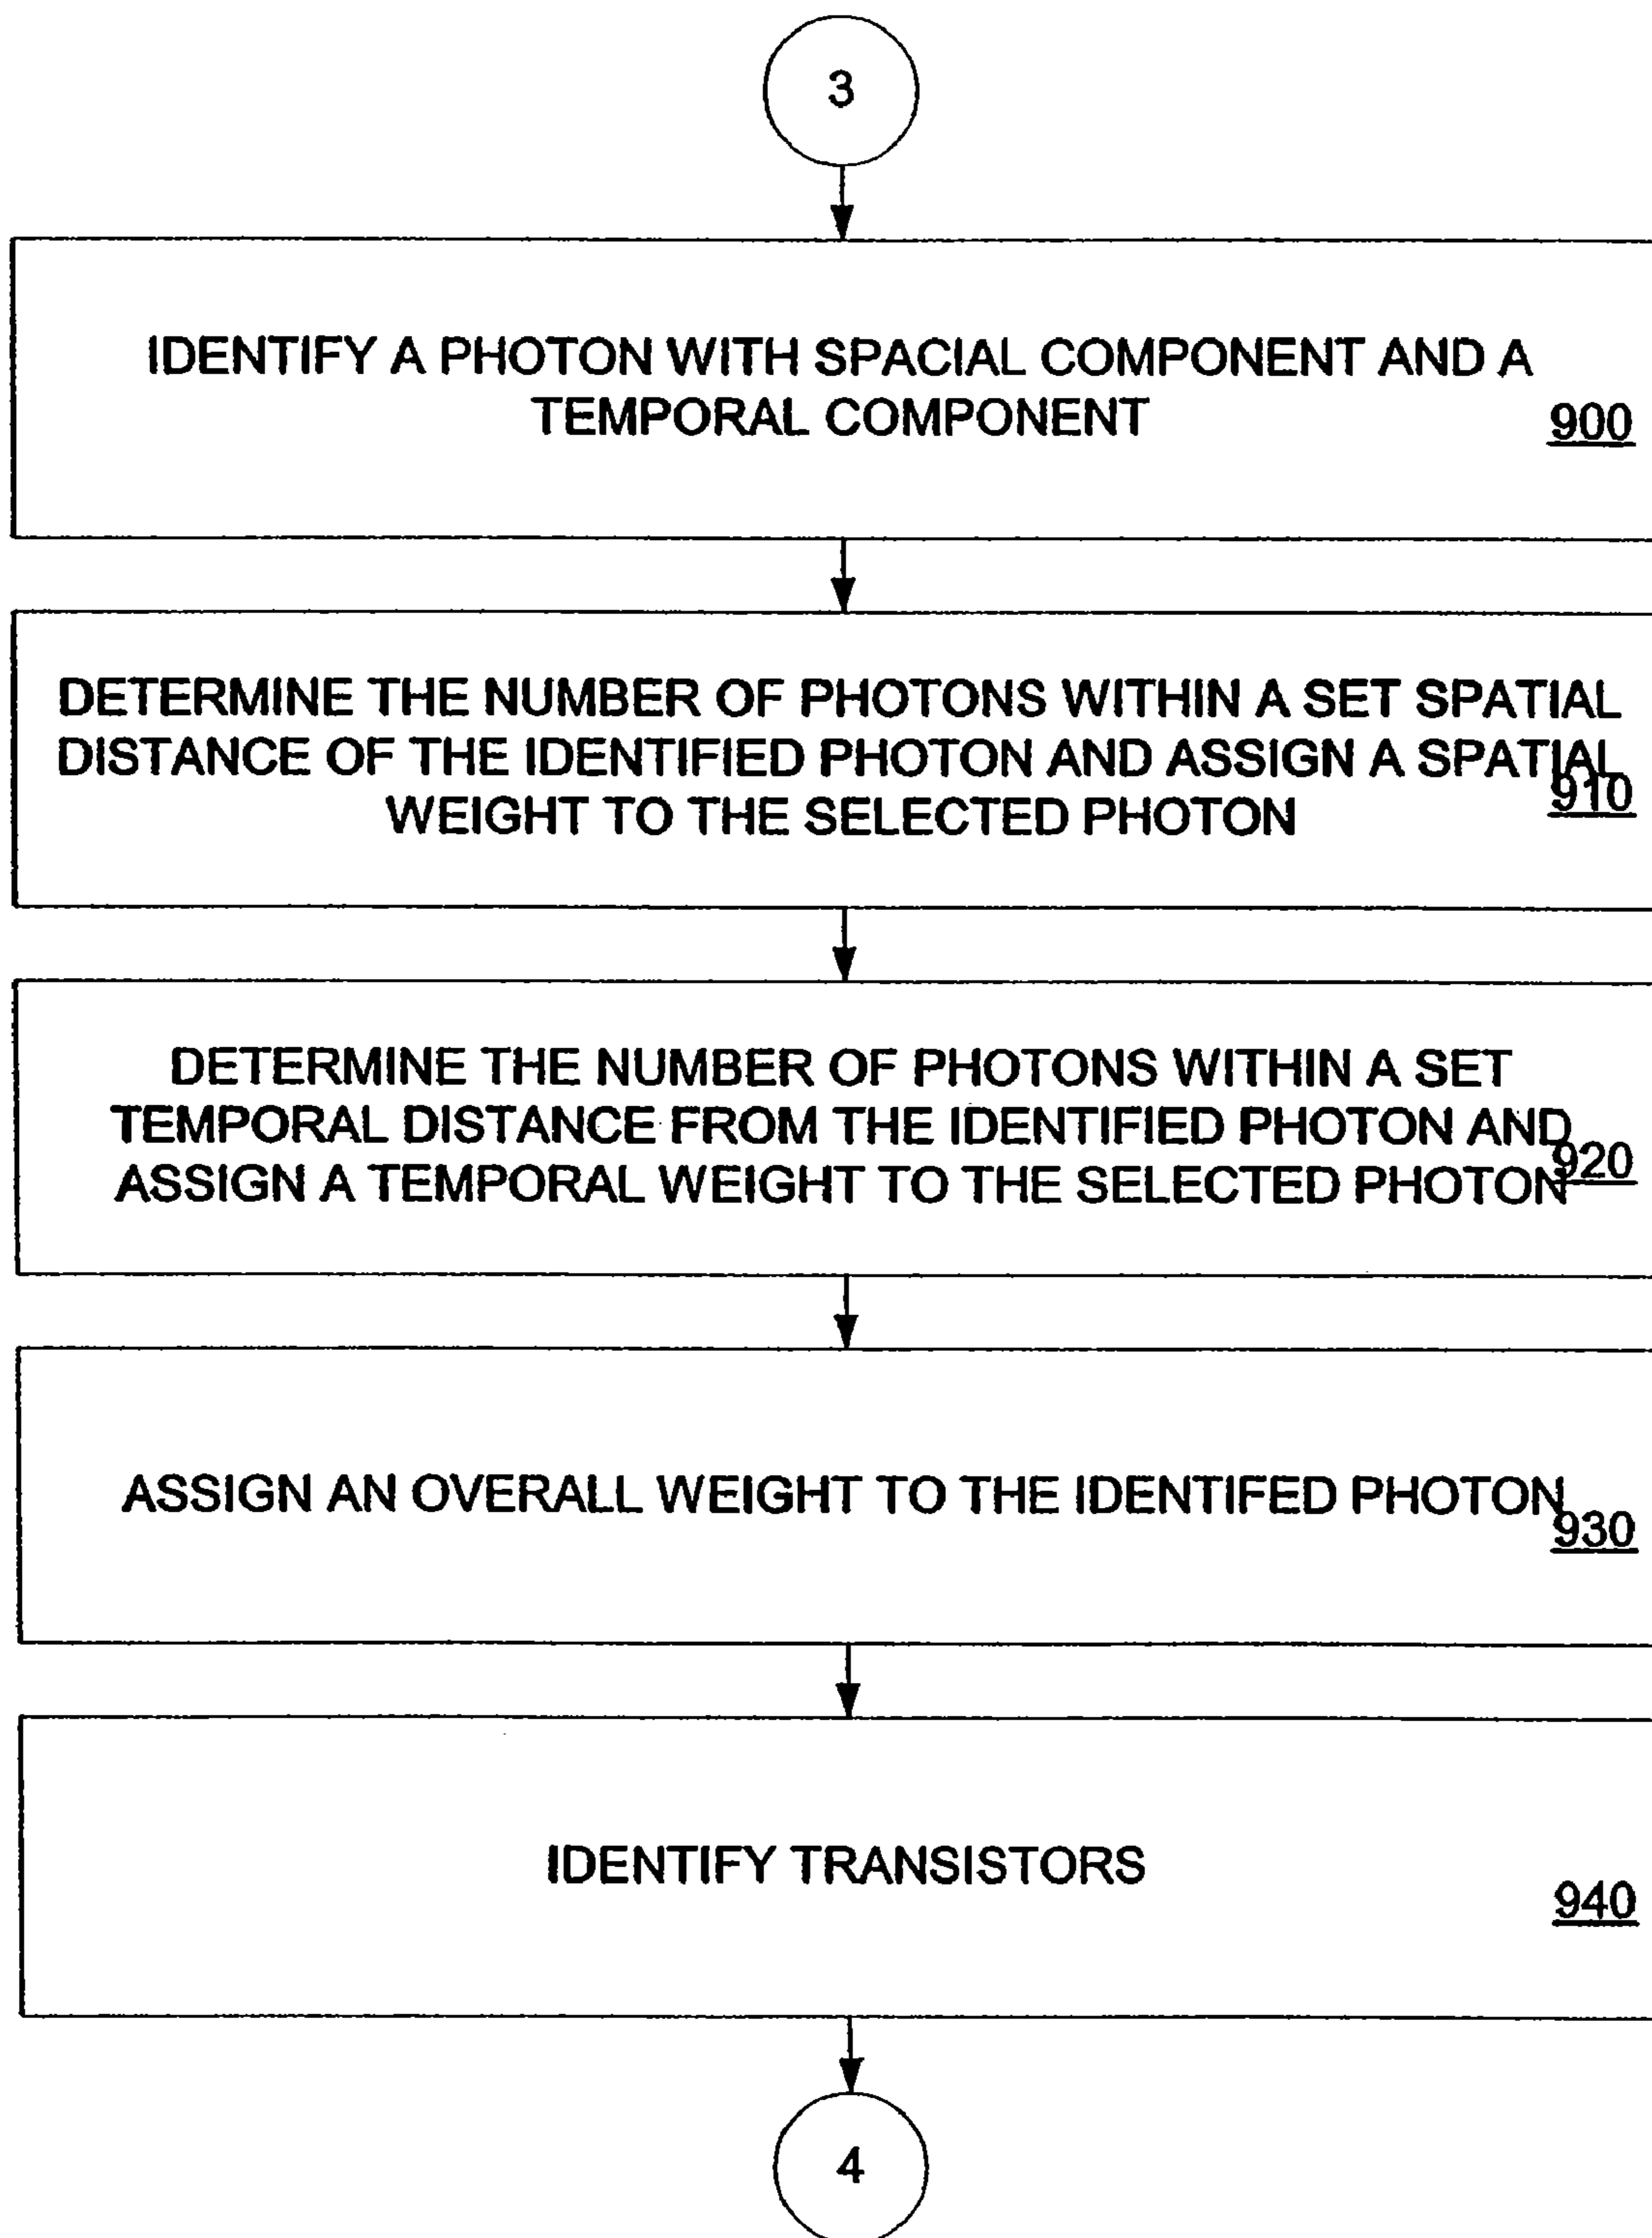 3
IDENTIFY A PHOTON WITH SPACIAL COMPONENT AND A
TEMPORAL COMPONENT
900
DETERMINE THE NUMBER OF PHOTONS WITHIN A SET SPATIAL
DISTANCE OF THE IDENTIFIED PHOTON AND ASSIGN A SPATIAL
WEIGHT TO THE SELECTED PHOTON
910
DETERMINE THE NUMBER OF PHOTONS WITHIN A SET
TEMPORAL DISTANCE FROM THE IDENTIFIED PHOTON AND
ASSIGN A TEMPORAL WEIGHT TO THE SELECTED PHOTON
920
ASSIGN AN OVERALL WEIGHT TO THE IDENTIFED PHOTON
930
IDENTIFY TRANSISTORS
940
4